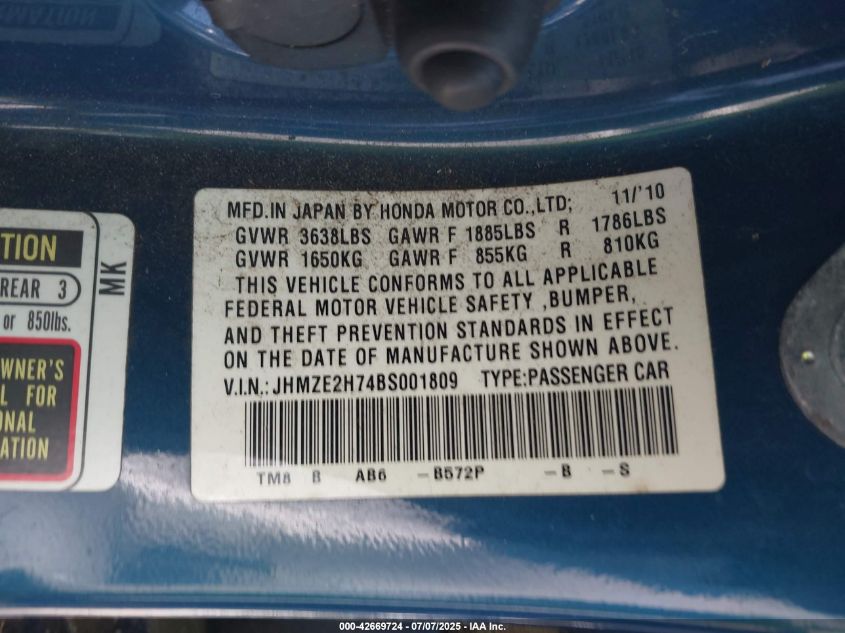 MFD.IN JAPAN BY HONDA MOTOR CO.,LTD; 11/'10
GVWR 3638LBS GAWR F 1885LBS R 1786LBS
GVWR 1650KG GAWR F 855KG R 810KG
THIS VEHICLE CONFORMS TO ALL APPLICABLE
FEDERAL MOTOR VEHICLE SAFETY ,BUMPER,
AND THEFT PREVENTION STANDARDS IN EFFECT
ON THE DATE OF MANUFACTURE SHOWN ABOVE.
V.I.N.: JHMZE2H74BS001809 TYPE:PASSENGER CAR
TM8 B AB6 -B572P -B -S
TION
REAR 3
or 850lbs.
MK
WNER'S
L FOR
ONAL
ATION
000-42669724 - 07/07/2025 - IAA Inc.